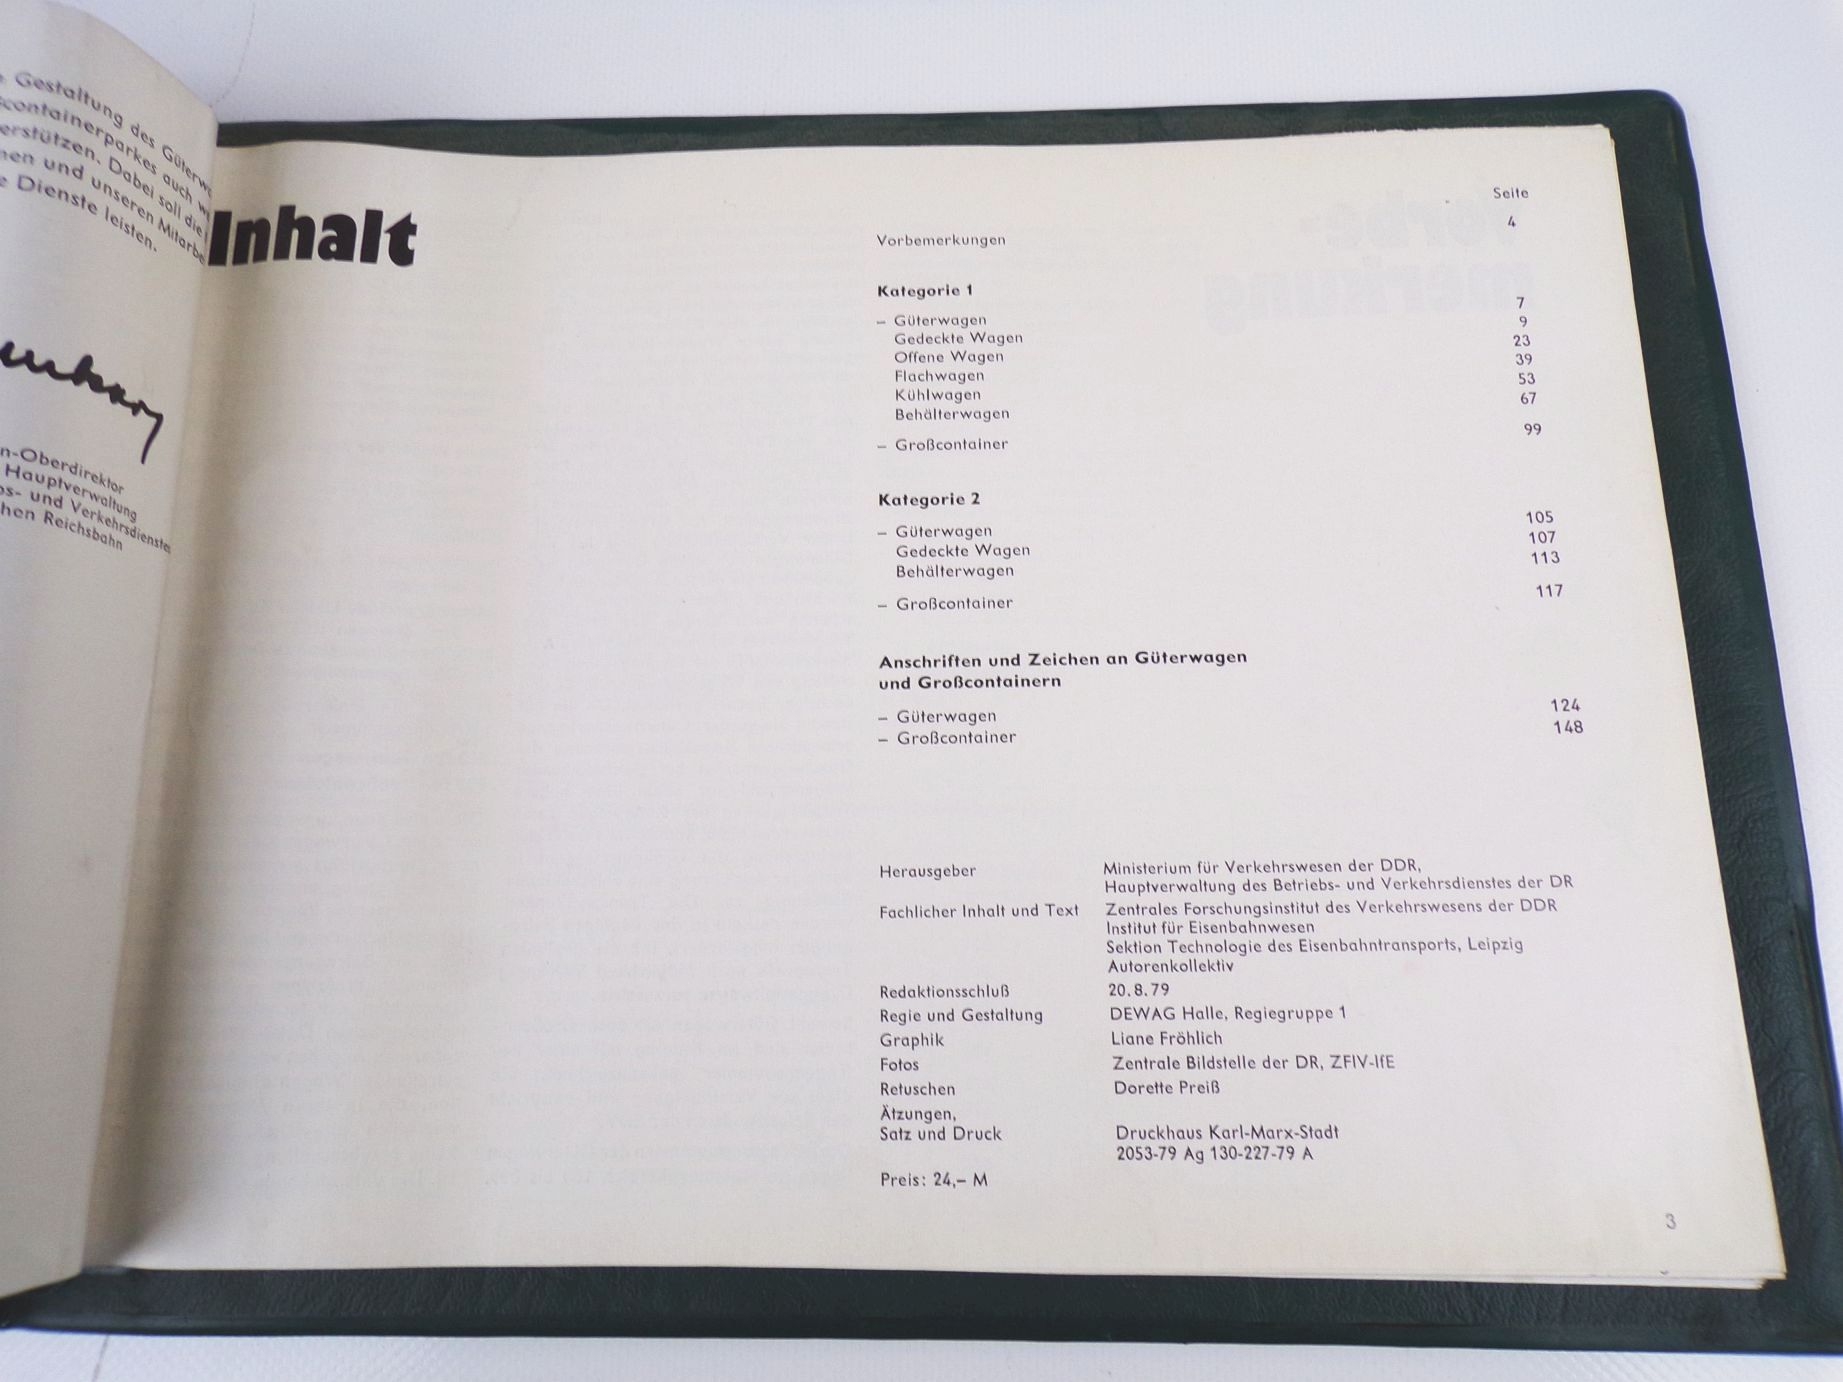 Gestaltung des Güterw
containerparkes auch w
erstützen. Dabei soll die
und unseren Mitarbe
Dienste leisten.
n-Oberdirektor
Hauptverwaltung
bs- und Verkehrsdienstes
hen Reichsbahn
Inhalt
Seite
Vorbemerkungen 4
Kategorie 1
– Güterwagen 7
Gedeckte Wagen 9
Offene Wagen 23
Flachwagen 39
Kühlwagen 53
Behälterwagen 67
– Großcontainer 99
Kategorie 2
– Güterwagen 105
Gedeckte Wagen 107
Behälterwagen 113
– Großcontainer 117
Anschriften und Zeichen an Güterwagen
und Großcontainern
– Güterwagen 124
– Großcontainer 148
Herausgeber Ministerium für Verkehrswesen der DDR,
Hauptverwaltung des Betriebs- und Verkehrsdienstes der DR
Fachlicher Inhalt und Text Zentrales Forschungsinstitut des Verkehrswesens der DDR
Institut für Eisenbahnwesen
Sektion Technologie des Eisenbahntransports, Leipzig
Autorenkollektiv
Redaktionsschluß 20.8.79
Regie und Gestaltung DEWAG Halle, Regiegruppe 1
Graphik Liane Fröhlich
Fotos Zentrale Bildstelle der DR, ZFIV-IfE
Retuschen Dorette Preiß
Ätzungen,
Satz und Druck Druckhaus Karl-Marx-Stadt
2053-79 Ag 130-227-79 A
Preis: 24,– M
3